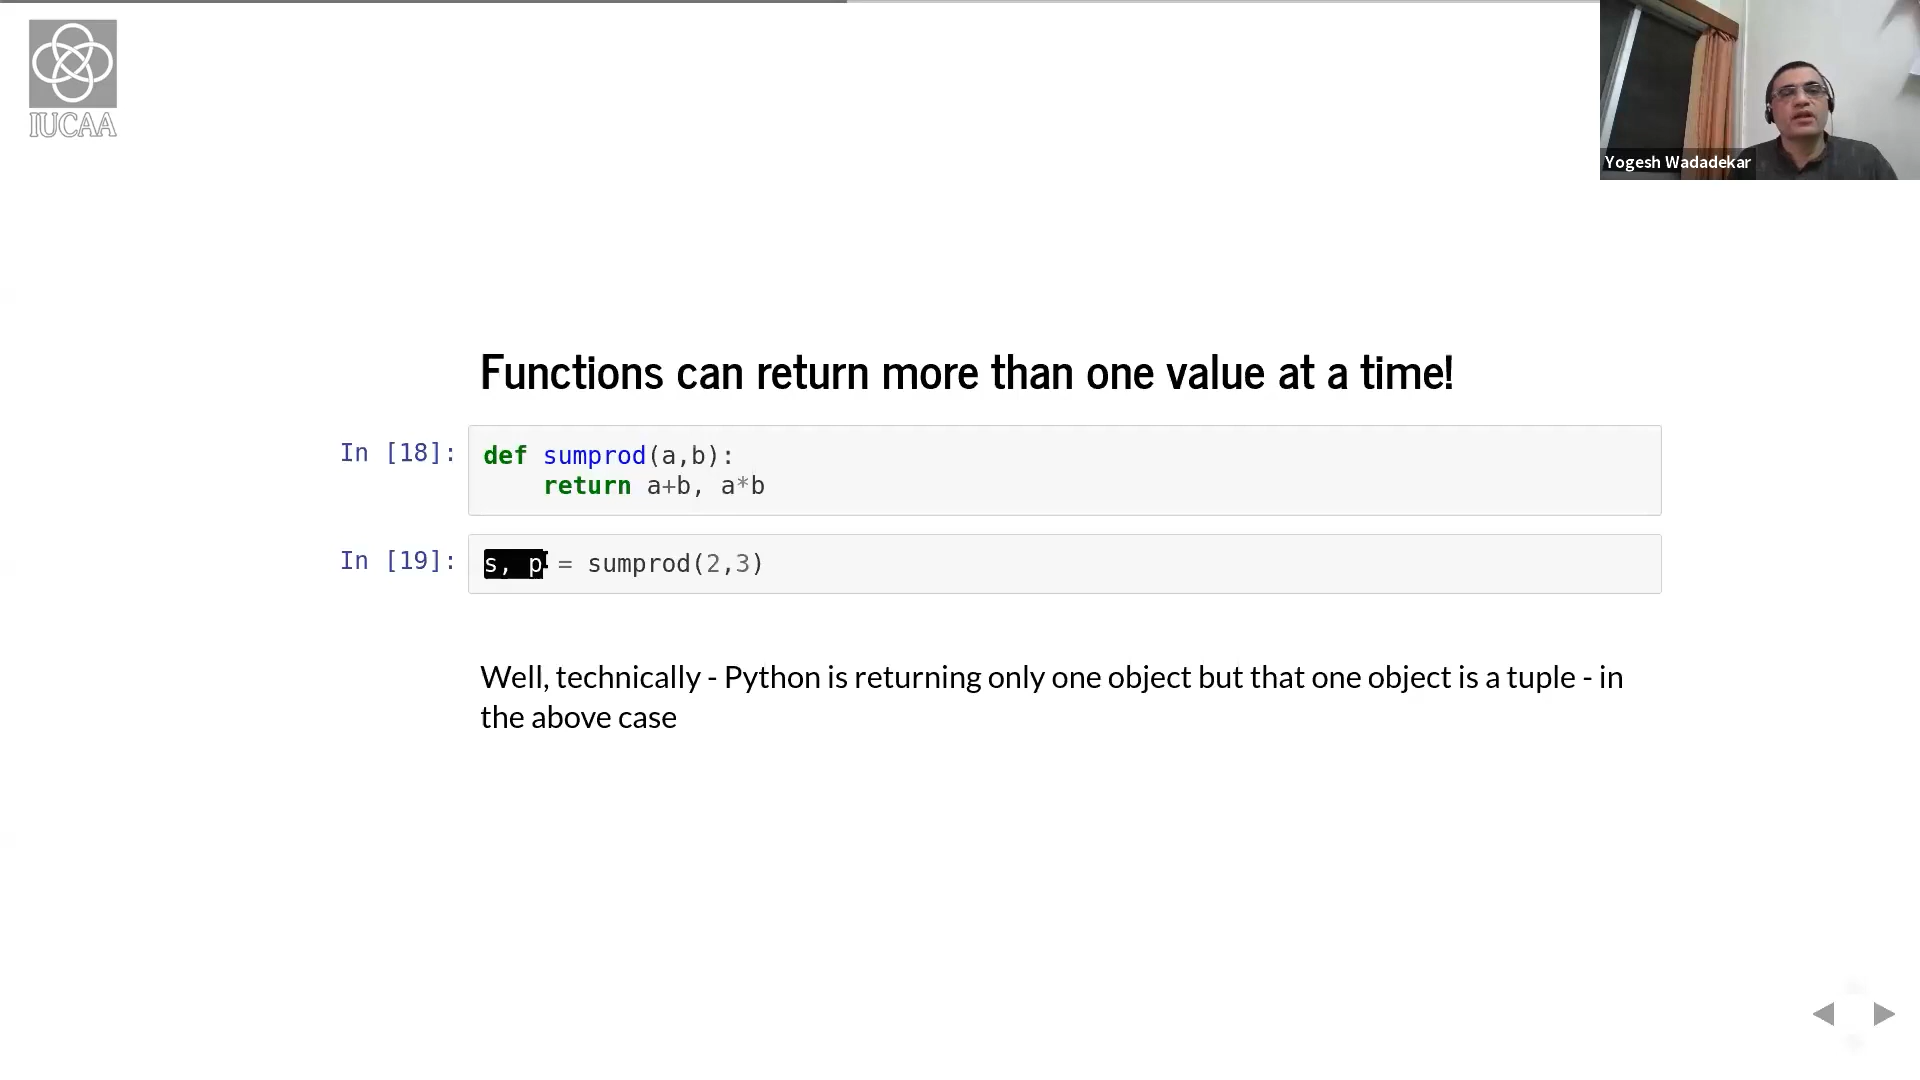 IUCAA
Yogesh Wadadekar
Functions can return more than one value at a time!
In [18]:
def sumprod(a,b):
    return a+b, a*b
In [19]:
s, p = sumprod(2,3)
Well, technically - Python is returning only one object but that one object is a tuple - in
the above case